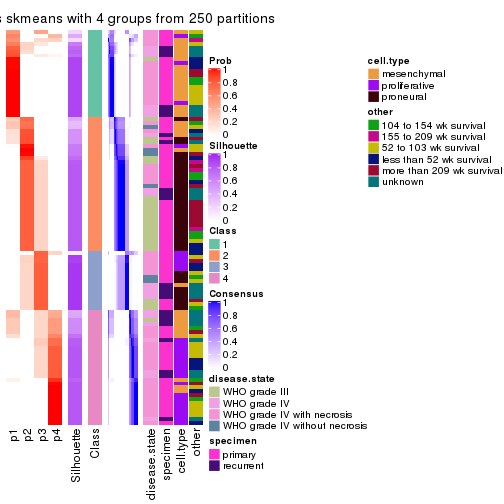 s skmeans with 4 groups from 250 partitions
Prob
1
0.8
0.6
0.4
0.2
0
Silhouette
1
0.8
0.6
0.4
0.2
0
Class
1
2
3
4
Consensus
1
0.8
0.6
0.4
0.2
0
disease.state
WHO grade III
WHO grade IV
WHO grade IV with necrosis
WHO grade IV without necrosis
specimen
primary
recurrent
cell.type
mesenchymal
proliferative
proneural
other
104 to 154 wk survival
155 to 209 wk survival
52 to 103 wk survival
less than 52 wk survival
more than 209 wk survival
unknown
p1
p2
p3
p4
Silhouette
Class
disease.state
specimen
cell.type
other